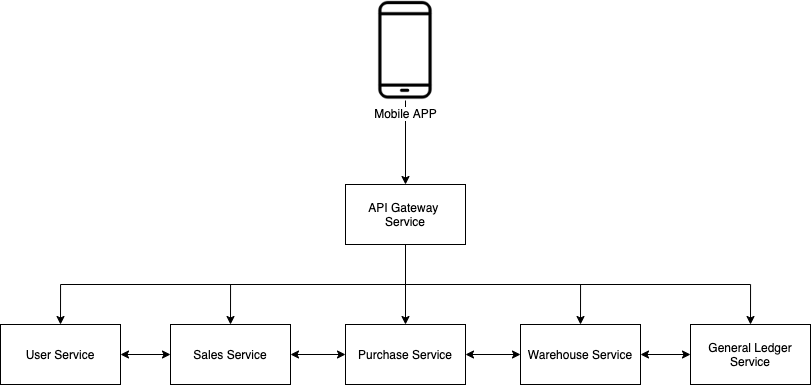 Mobile APP
API Gateway
Service
User Service
Sales Service
Purchase Service
Warehouse Service
General Ledger
Service